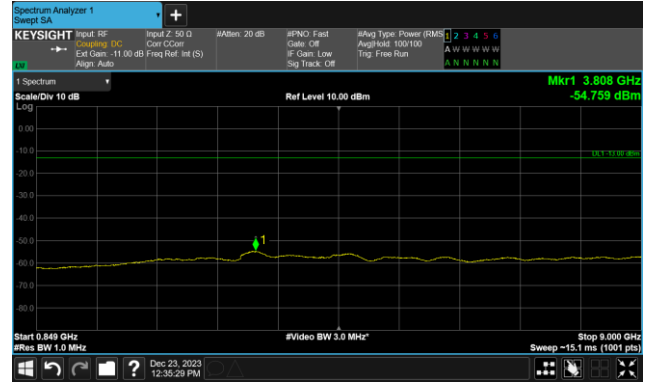 Spectrum Analyzer 1
Swept SA
KEYSIGHT
Input: RF
Coupling: DC
Ext Gain: -11.00 dB
Align: Auto
Input Z: 50 Ω
Corr CCorr
Freq Ref: Int (S)
#Atten: 20 dB
#PNO: Fast
Gate: Off
IF Gain: Low
Sig Track: Off
#Avg Type: Power (RMS
Avg|Hold: 100/100
Trig: Free Run
1 2 3 4 5 6
A W W W W W
A N N N N N
LV
1 Spectrum
Scale/Div 10 dB
Log
Ref Level 10.00 dBm
Mkr1 3.808 GHz
-54.759 dBm
0.00
-10.0
DL1 -13.00 dBm
-20.0
-30.0
-40.0
-50.0
1
-60.0
-70.0
-80.0
Start 0.849 GHz
#Res BW 1.0 MHz
#Video BW 3.0 MHz*
Stop 9.000 GHz
Sweep ~15.1 ms (1001 pts)
?
Dec 23, 2023
12:35:29 PM